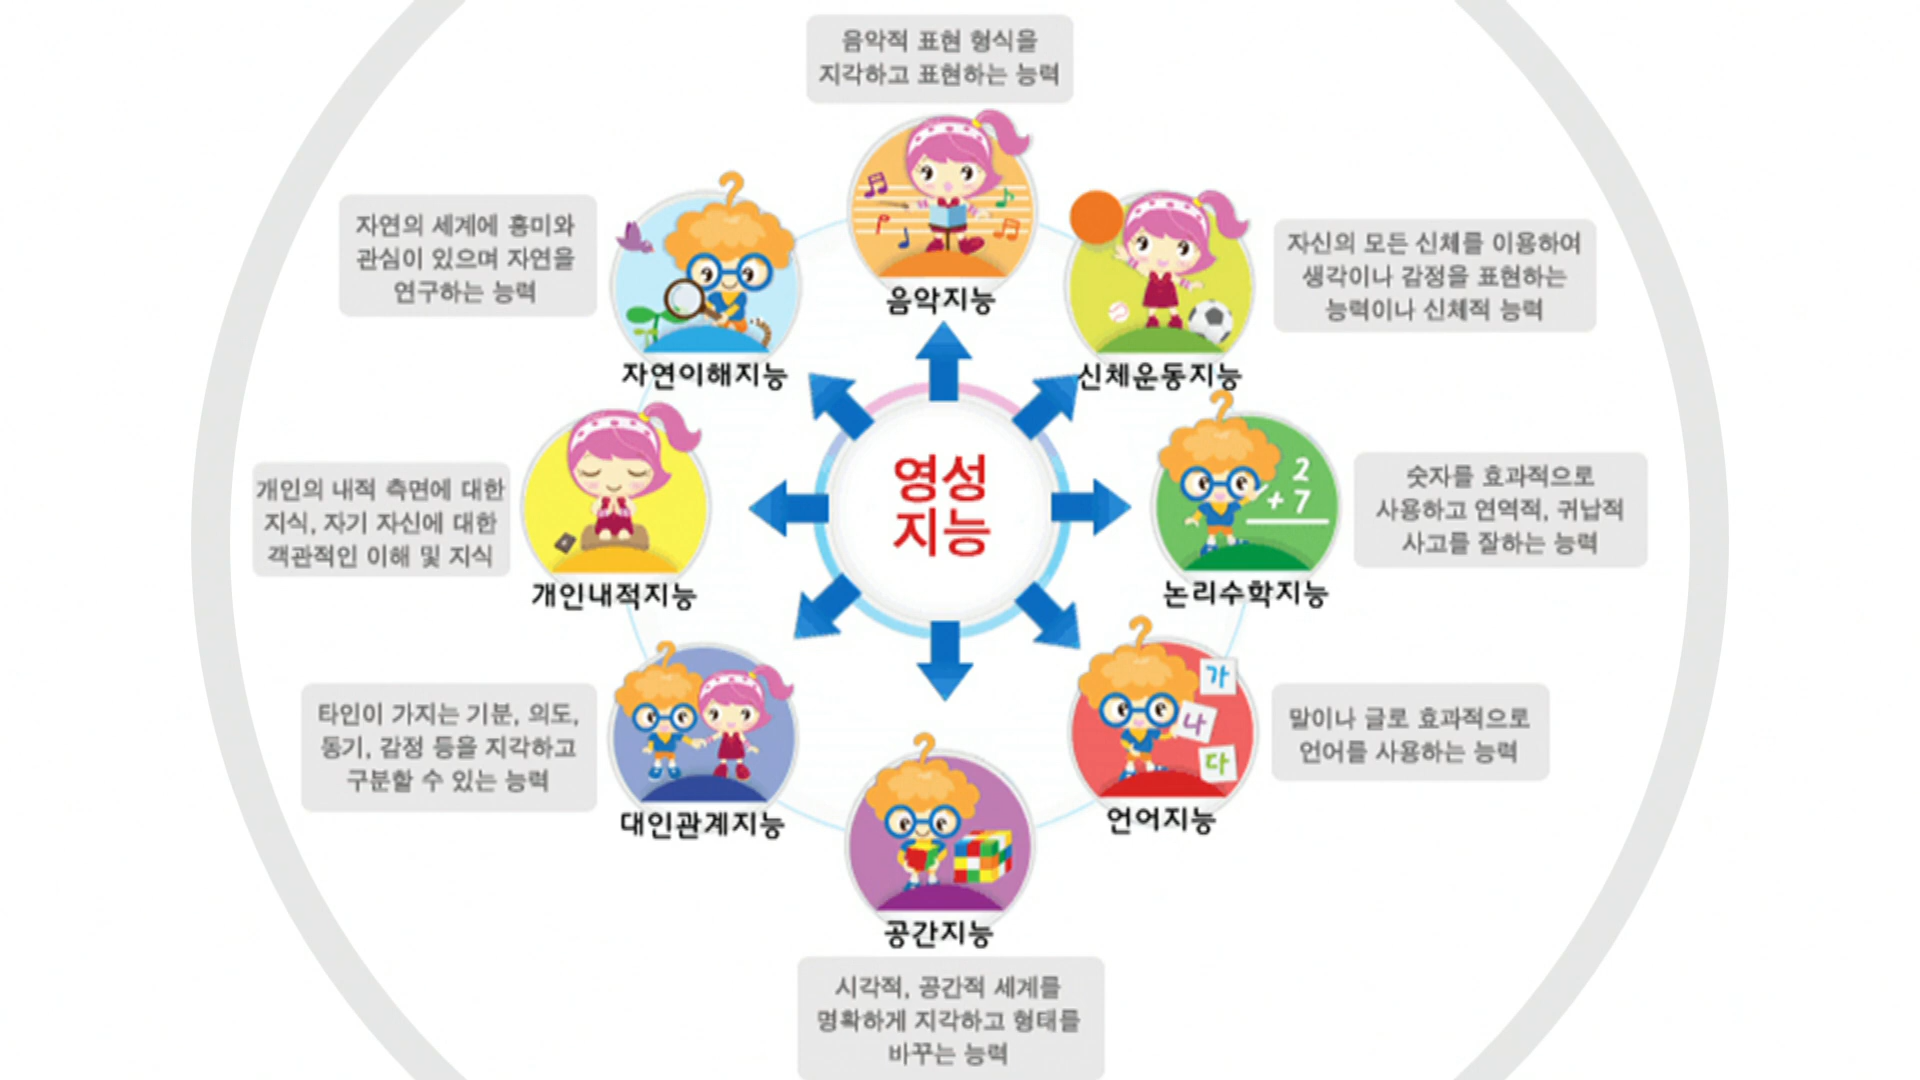 음악적 표현 형식을
지각하고 표현하는 능력
음악지능
자신의 모든 신체를 이용하여
생각이나 감정을 표현하는
능력이나 신체적 능력
신체운동지능
숫자를 효과적으로
사용하고 연역적, 귀납적
사고를 잘하는 능력
2
+ 7
논리수학지능
말이나 글로 효과적으로
언어를 사용하는 능력
가
나
다
언어지능
공간지능
시각적, 공간적 세계를
명확하게 지각하고 형태를
바꾸는 능력
타인이 가지는 기분, 의도,
동기, 감정 등을 지각하고
구분할 수 있는 능력
대인관계지능
개인의 내적 측면에 대한
지식, 자기 자신에 대한
객관적인 이해 및 지식
개인내적지능
자연의 세계에 흥미와
관심이 있으며 자연을
연구하는 능력
자연이해지능
영성
지능